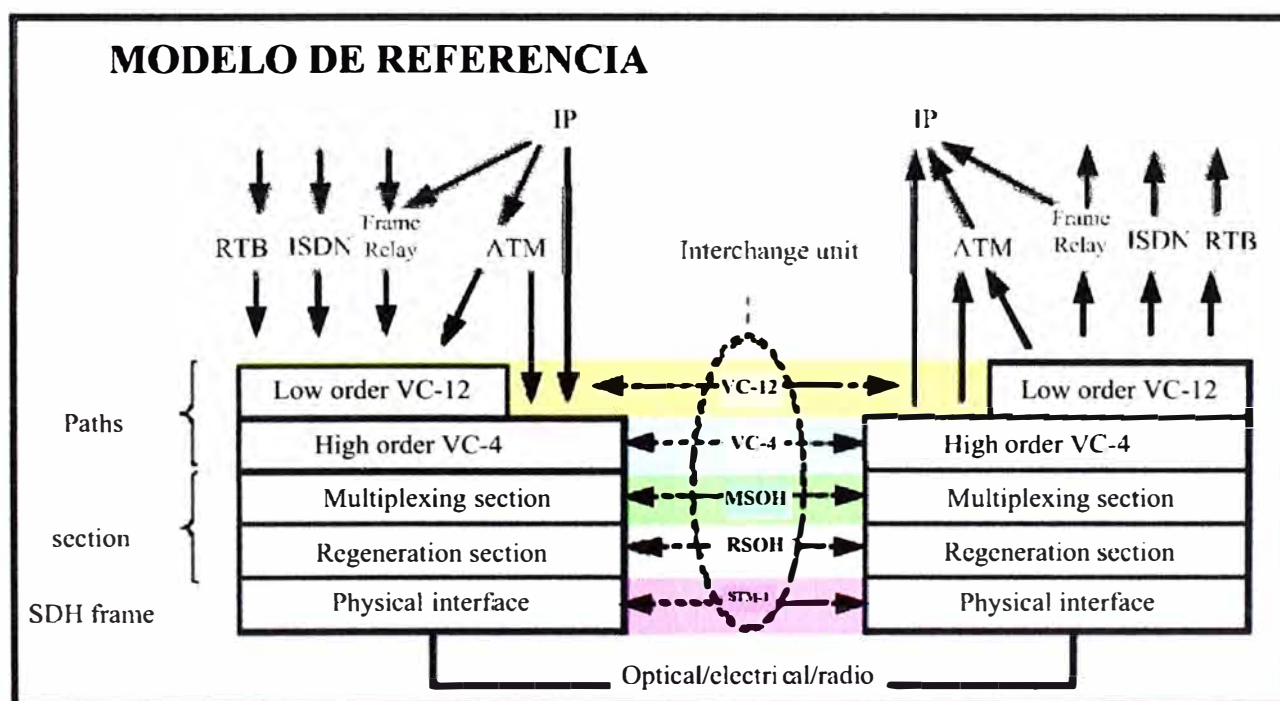 MODELO DE REFERENCIA
IP
IP
RTB
ISDN
Frame
Relay
ATM
Interchange unit
ATM
Frame
Relay
ISDN
RTB
Low order VC-12
VC-12
Low order VC-12
Paths
High order VC-4
VC-4
High order VC-4
Multiplexing section
MSOH
Multiplexing section
section
Regeneration section
RSOH
Regeneration section
SDH frame
Physical interface
STM-1
Physical interface
Optical/electrical/radio